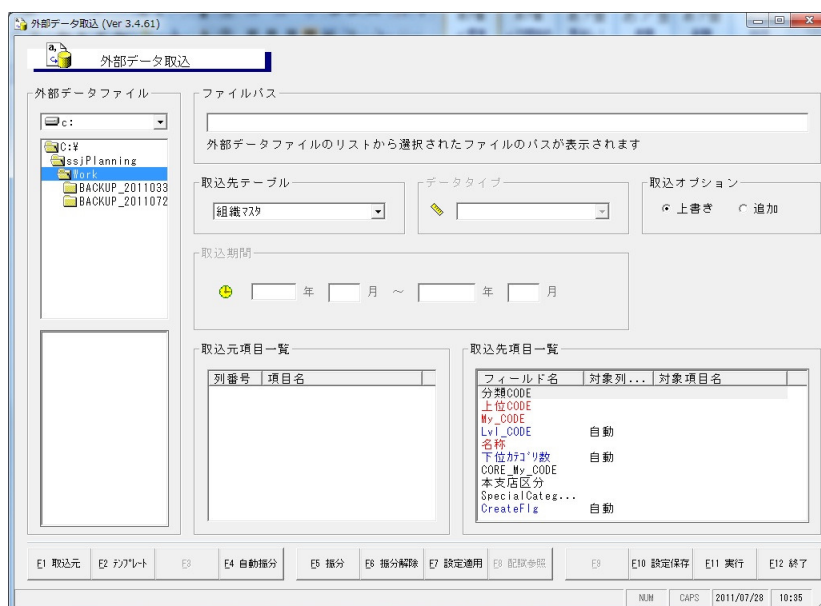 外部データ取込 (Ver 3.4.61)
外部データ取込
外部データファイル
c:
C:¥
ssjPlanning
Work
BACKUP_2011033
BACKUP_2011072
ファイルパス
外部データファイルのリストから選択されたファイルのパスが表示されます
取込先テーブル
組織マスタ
データタイプ
取込オプション
上書き 追加
取込期間
年 月 ～ 年 月
取込元項目一覧
列番号 項目名
取込先項目一覧
フィールド名 対象列... 対象項目名
分類CODE
上位CODE
My_CODE
Lvl_CODE 自動
名称
下位カテゴリ数 自動
CORE_My_CODE
本支店区分
SpecialCateg...
CreateFlg 自動
F1 取込元 F2 テンプレート F3 F4 自動振分 F5 振分 F6 振分解除 F7 設定適用 F8 記録参照 F9 F10 設定保存 F11 実行 F12 終了
NUM CAPS 2011/07/28 10:35